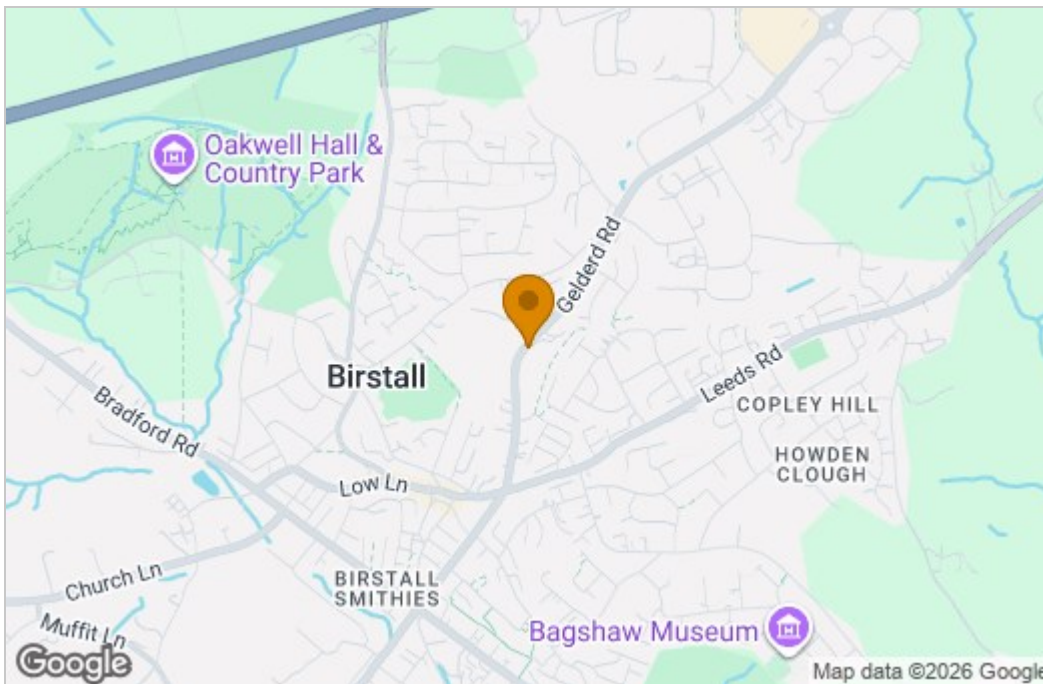 Oakwell Hall &
Country Park
Gelderd Rd
Birstall
Leeds Rd
COPLEY HILL
Bradford Rd
HOWDEN
CLOUGH
Low Ln
BIRSTALL
SMITHIES
Church Ln
Muffit Ln
Bagshaw Museum
Google
Map data ©2026 Google